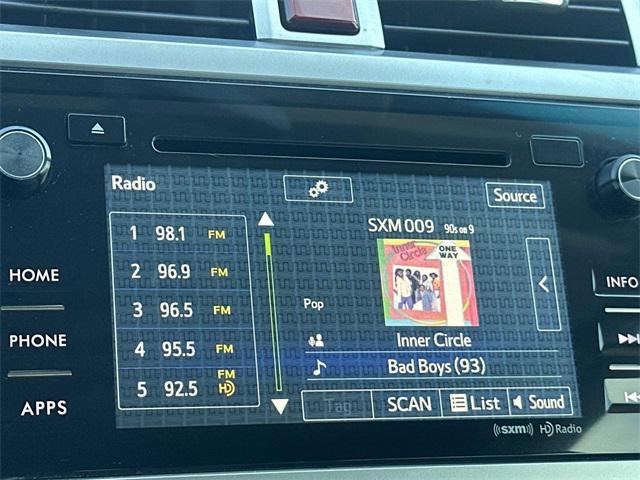 Radio
Source
SXM 009 90s on 9
1 98.1 FM
2 96.9 FM
3 96.5 FM
4 95.5 FM
5 92.5 FM HD
Inner Circle
ONE WAY
Pop
Inner Circle
Bad Boys (93)
Tag
SCAN
List
Sound
HOME
PHONE
APPS
INFO
((sxm)) HD Radio